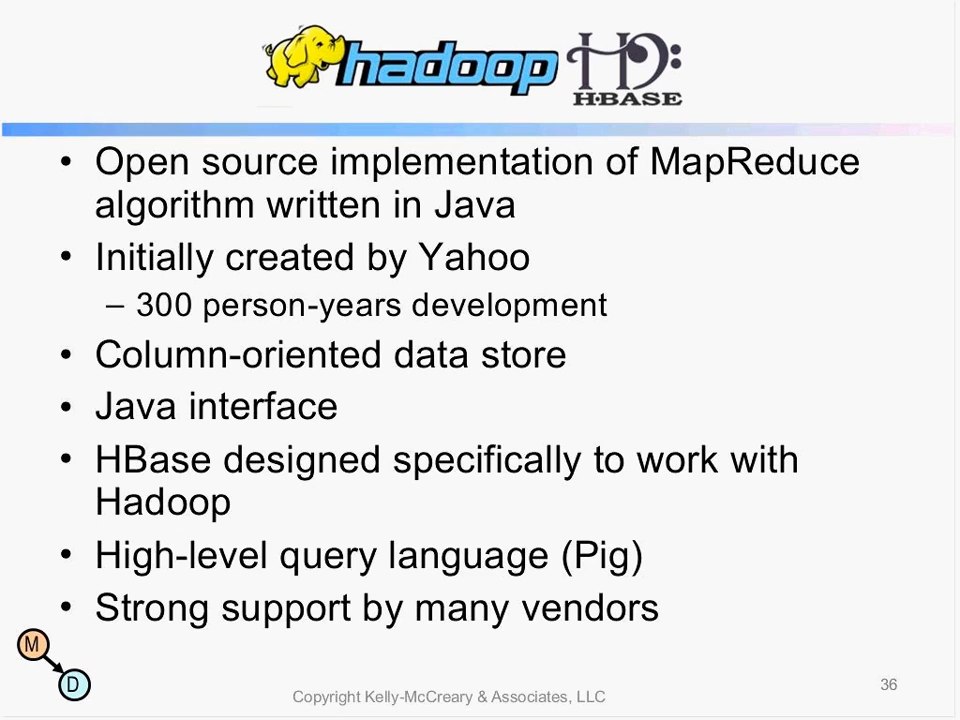 hadoop
H·BASE
• Open source implementation of MapReduce
algorithm written in Java
• Initially created by Yahoo
– 300 person-years development
• Column-oriented data store
• Java interface
• HBase designed specifically to work with
Hadoop
• High-level query language (Pig)
• Strong support by many vendors
M
D
Copyright Kelly-McCreary & Associates, LLC
36